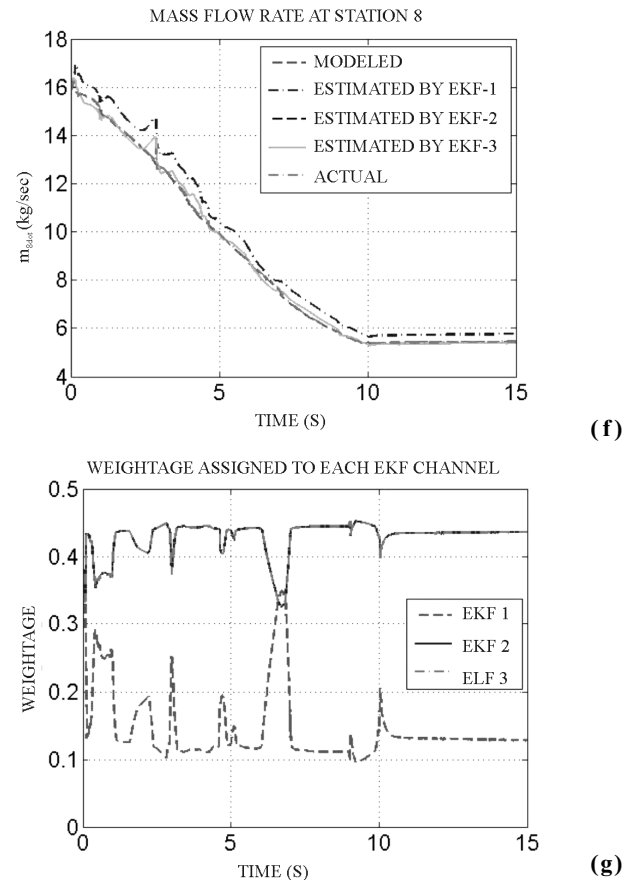 MASS FLOW RATE AT STATION 8
18
16
14
12
10
8
6
4
m8dot (kg/sec)
MODELED
ESTIMATED BY EKF-1
ESTIMATED BY EKF-2
ESTIMATED BY EKF-3
ACTUAL
0 5 10 15
TIME (S)
(f)
WEIGHTAGE ASSIGNED TO EACH EKF CHANNEL
0.5
0.4
0.3
0.2
0.1
0
WEIGHTAGE
EKF 1
EKF 2
ELF 3
0 5 10 15
TIME (S)
(g)